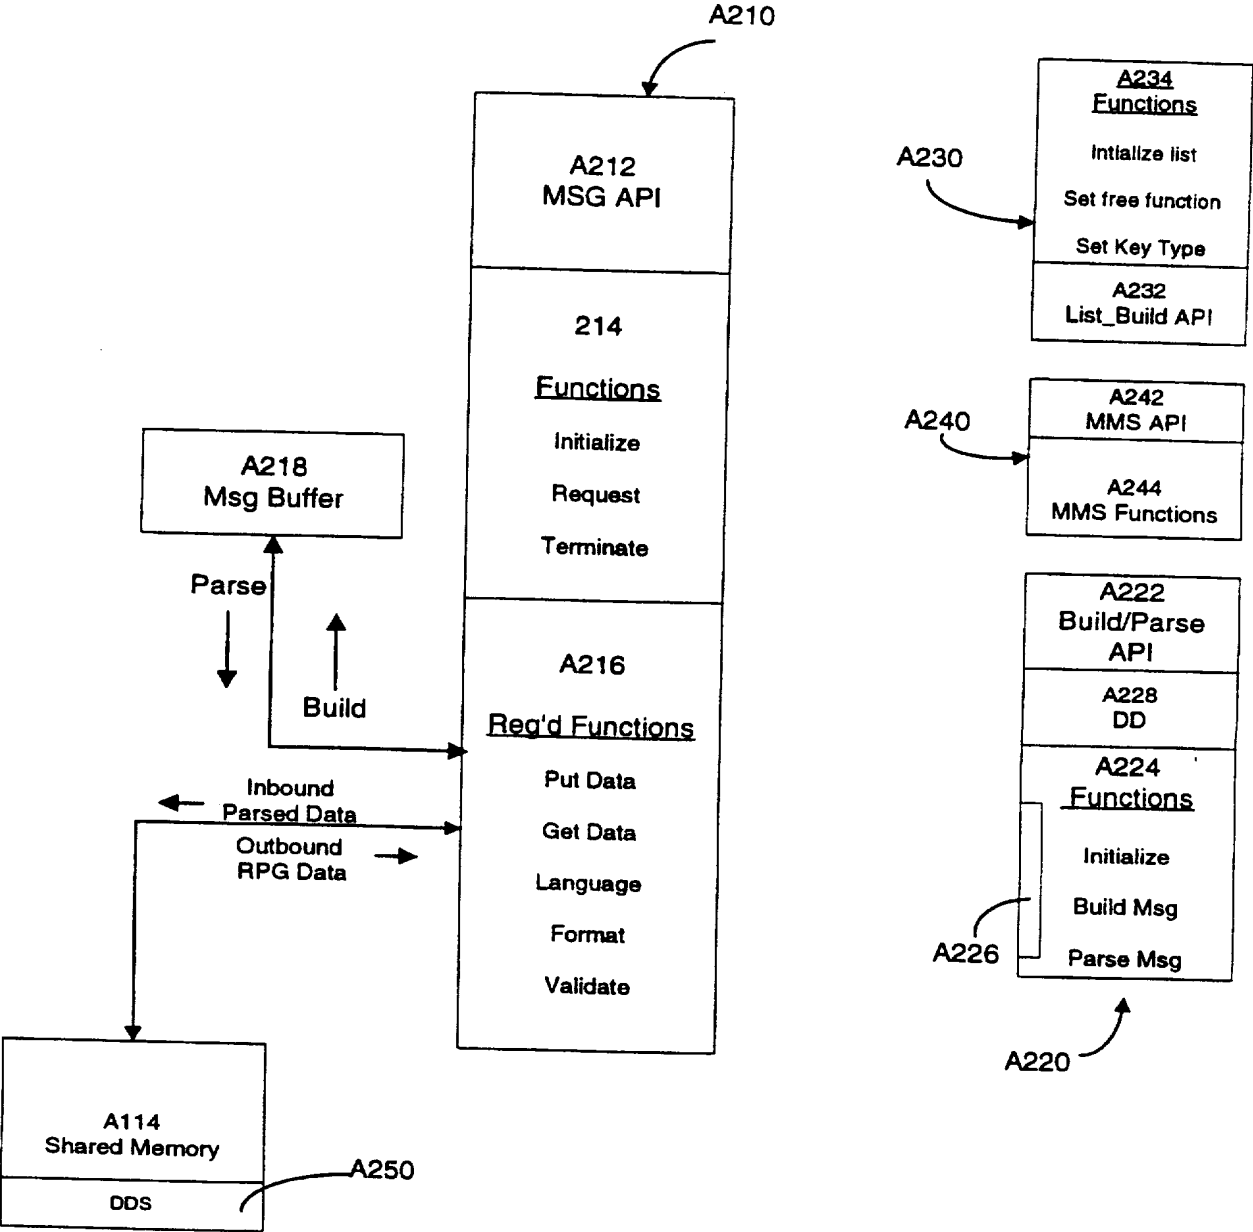 A210
A212
MSG API
214
Functions
Initialize
Request
Terminate
A216
Reg'd Functions
Put Data
Get Data
Language
Format
Validate
A218
Msg Buffer
Parse
Build
Inbound
Parsed Data
Outbound
RPG Data
A114
Shared Memory
DDS
A250
A230
A234
Functions
Intialize list
Set free function
Set Key Type
A232
List_Build API
A240
A242
MMS API
A244
MMS Functions
A222
Build/Parse
API
A228
DD
A224
Functions
Initialize
Build Msg
Parse Msg
A226
A220